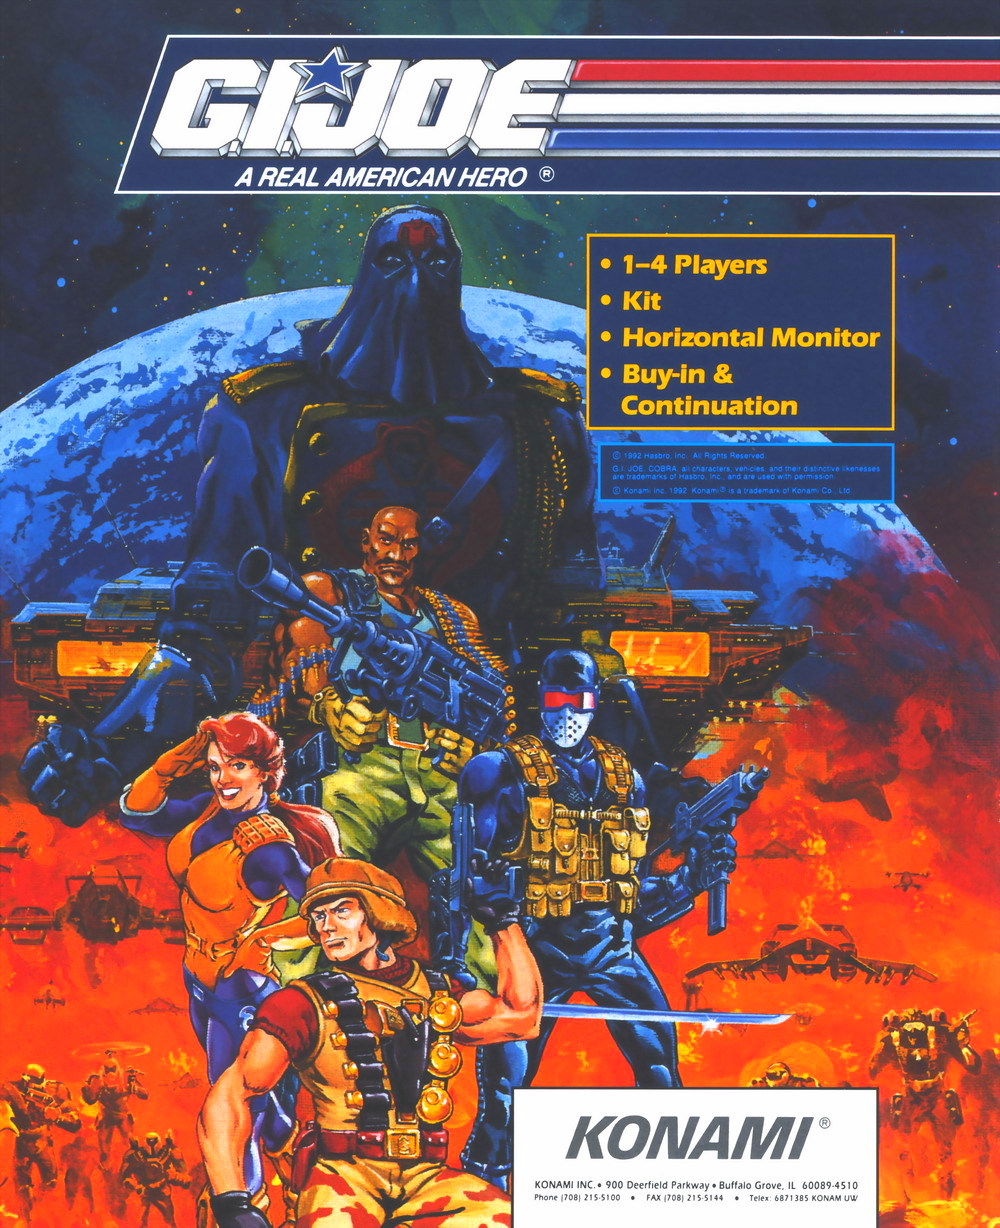 G.I.JOE
A REAL AMERICAN HERO ®
• 1–4 Players
• Kit
• Horizontal Monitor
• Buy-in &
Continuation
© 1992 Hasbro, Inc. All Rights Reserved.
G.I. JOE, COBRA, all characters, vehicles, and their distinctive likenesses
are trademarks of Hasbro, Inc., and are used with permission.
© Konami Inc. 1992 Konami® is a trademark of Konami Co., Ltd.
KONAMI®
KONAMI INC. • 900 Deerfield Parkway • Buffalo Grove, IL 60089-4510
Phone (708) 215-5100 • FAX (708) 215-5144 • Telex: 6871385 KONAM UW